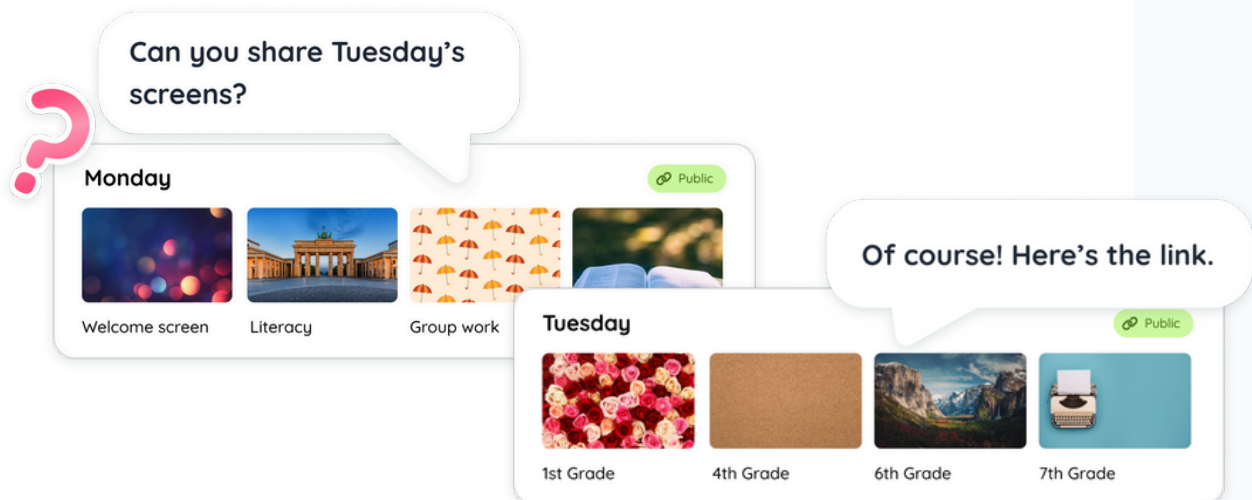 Can you share Tuesday’s
screens?
Monday
Public
Welcome screen
Literacy
Group work
Of course! Here’s the link.
Tuesday
Public
1st Grade
4th Grade
6th Grade
7th Grade